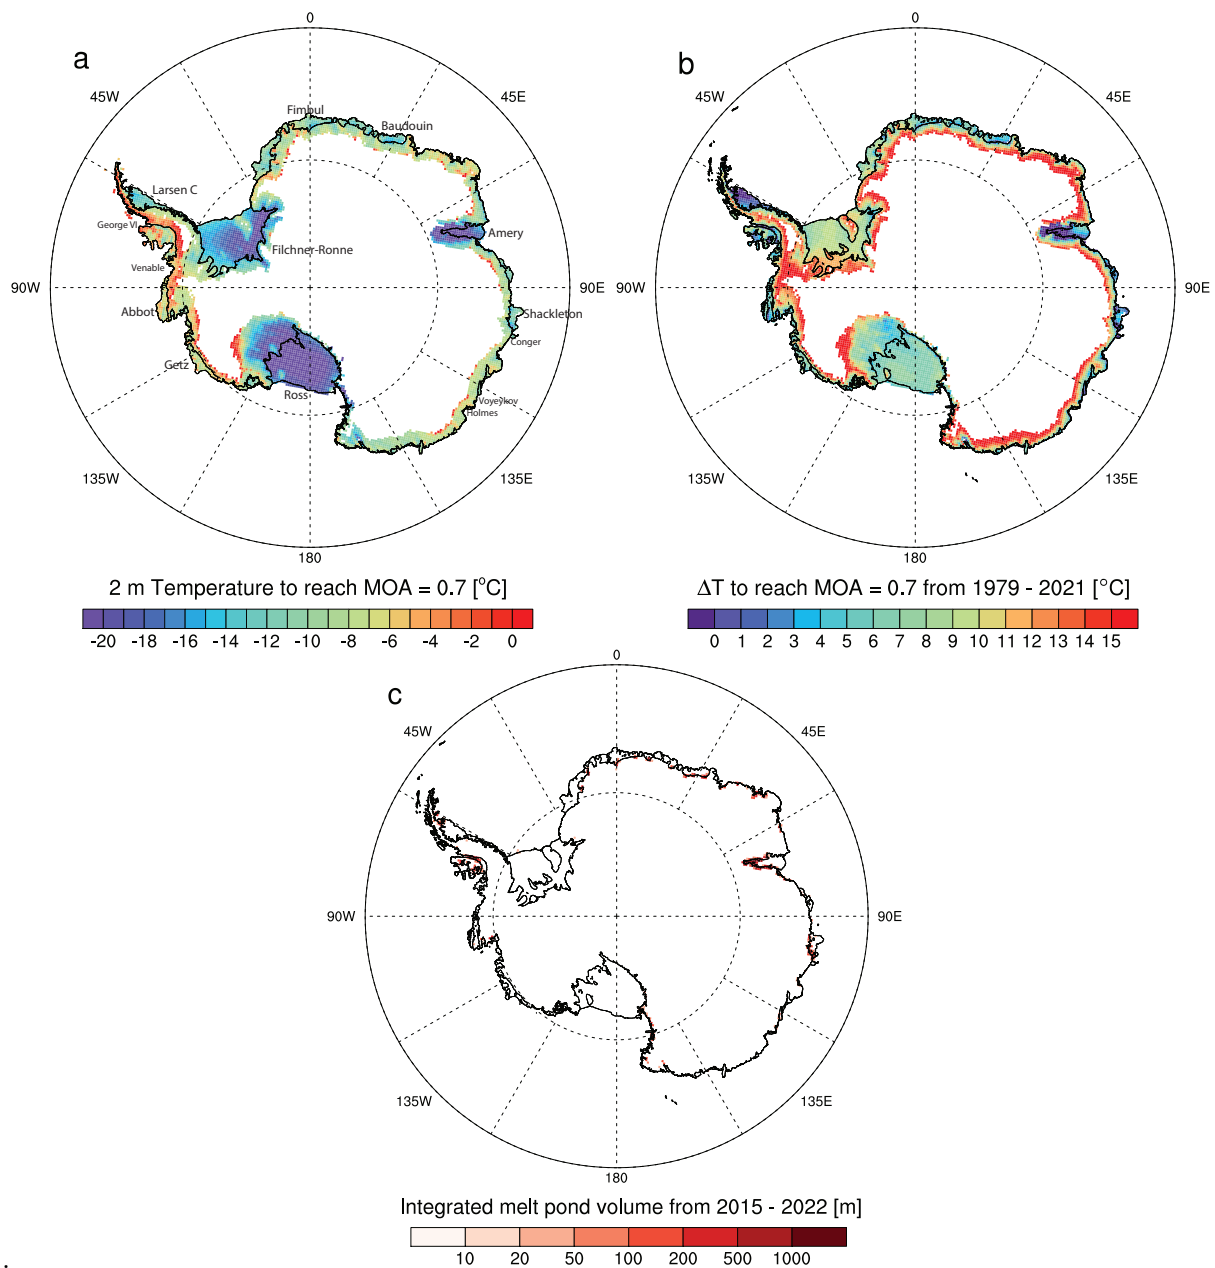 a
0
45W
45E
90W
90E
135W
135E
180
Fimbul
Baudouin
Larsen C
George VI
Amery
Filchner-Ronne
Venable
Abbot
Shackleton
Conger
Getz
Ross
Voyeykov
Holmes
2 m Temperature to reach MOA = 0.7 [°C]
-20 -18 -16 -14 -12 -10 -8 -6 -4 -2 0
b
0
45W
45E
90W
90E
135W
135E
180
ΔT to reach MOA = 0.7 from 1979 - 2021 [°C]
0 1 2 3 4 5 6 7 8 9 10 11 12 13 14 15
c
0
45W
45E
90W
90E
135W
135E
180
Integrated melt pond volume from 2015 - 2022 [m]
10 20 50 100 200 500 1000
.